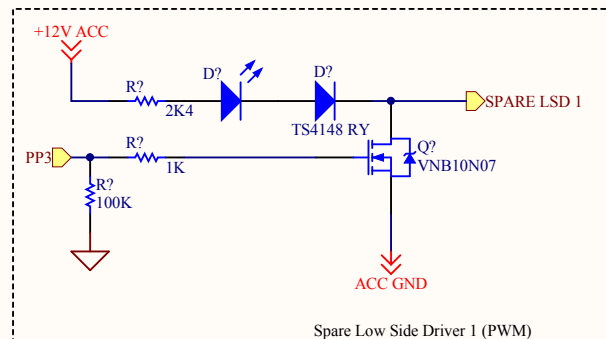 +12V ACC
R?
2K4
D?
D?
TS4148 RY
SPARE LSD 1
PP3
R?
1K
Q?
VNB10N07
R?
100K
ACC GND
Spare Low Side Driver 1 (PWM)